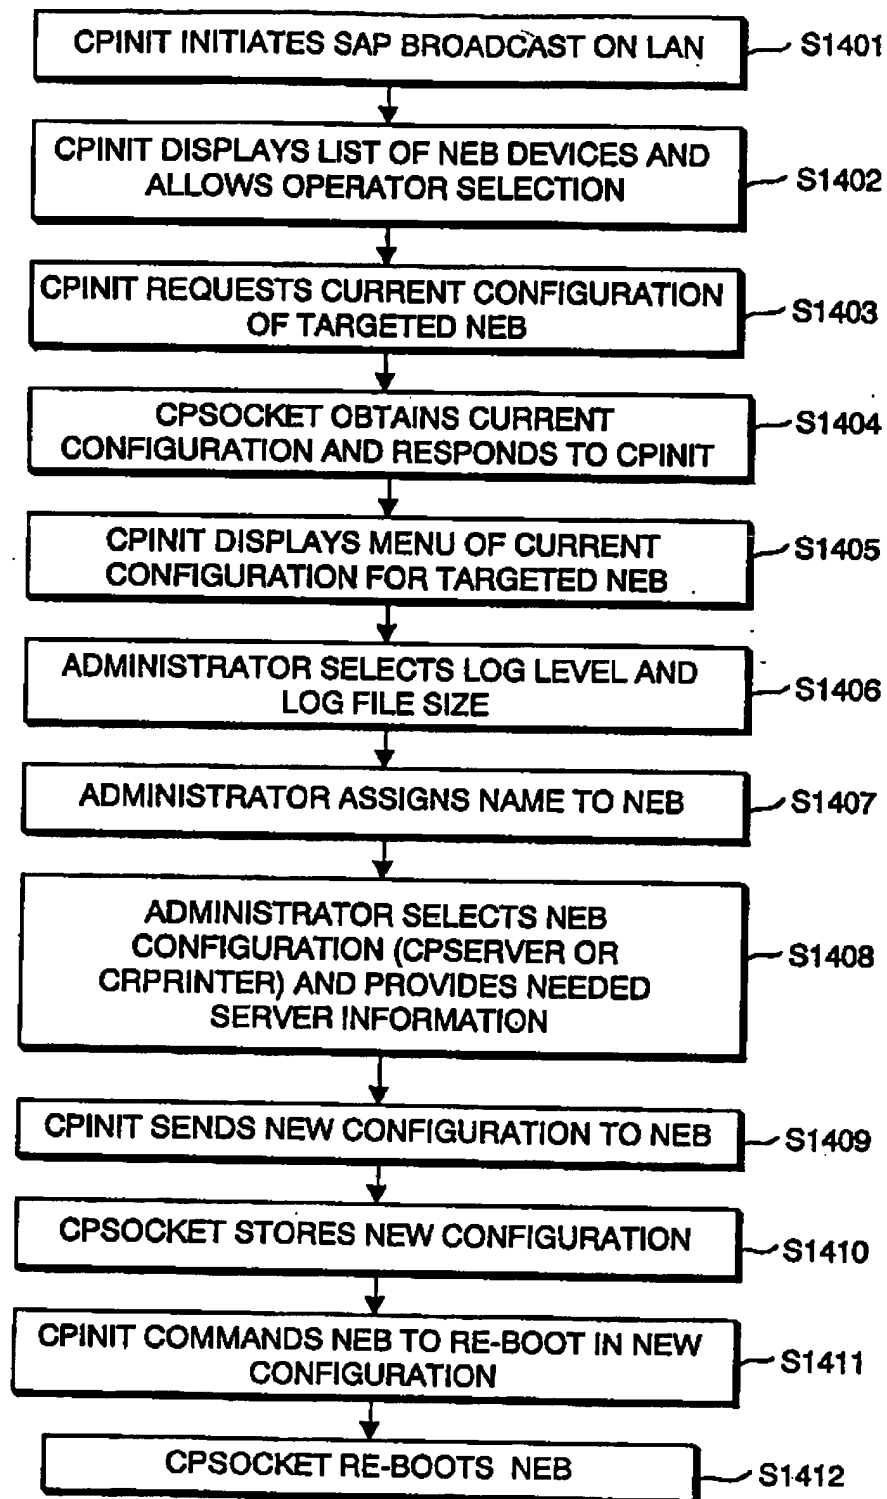 CPINIT INITIATES SAP BROADCAST ON LAN
S1401
CPINIT DISPLAYS LIST OF NEB DEVICES AND
ALLOWS OPERATOR SELECTION
S1402
CPINIT REQUESTS CURRENT CONFIGURATION
OF TARGETED NEB
S1403
CPSOCKET OBTAINS CURRENT
CONFIGURATION AND RESPONDS TO CPINIT
S1404
CPINIT DISPLAYS MENU OF CURRENT
CONFIGURATION FOR TARGETED NEB
S1405
ADMINISTRATOR SELECTS LOG LEVEL AND
LOG FILE SIZE
S1406
ADMINISTRATOR ASSIGNS NAME TO NEB
S1407
ADMINISTRATOR SELECTS NEB
CONFIGURATION (CPSERVER OR
CRPRINTER) AND PROVIDES NEEDED
SERVER INFORMATION
S1408
CPINIT SENDS NEW CONFIGURATION TO NEB
S1409
CPSOCKET STORES NEW CONFIGURATION
S1410
CPINIT COMMANDS NEB TO RE-BOOT IN NEW
CONFIGURATION
S1411
CPSOCKET RE-BOOTS NEB
S1412